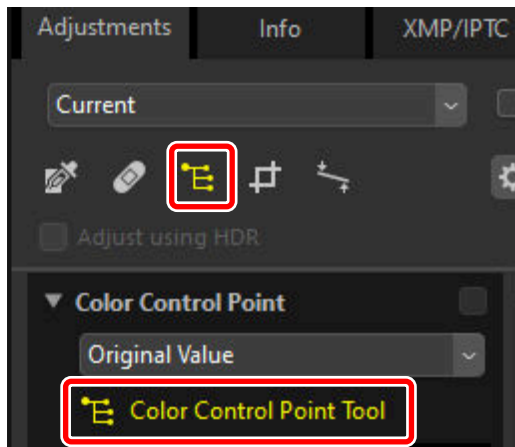 Adjustments Info XMP/IPTC
Current
Adjust using HDR
Color Control Point
Original Value
Color Control Point Tool